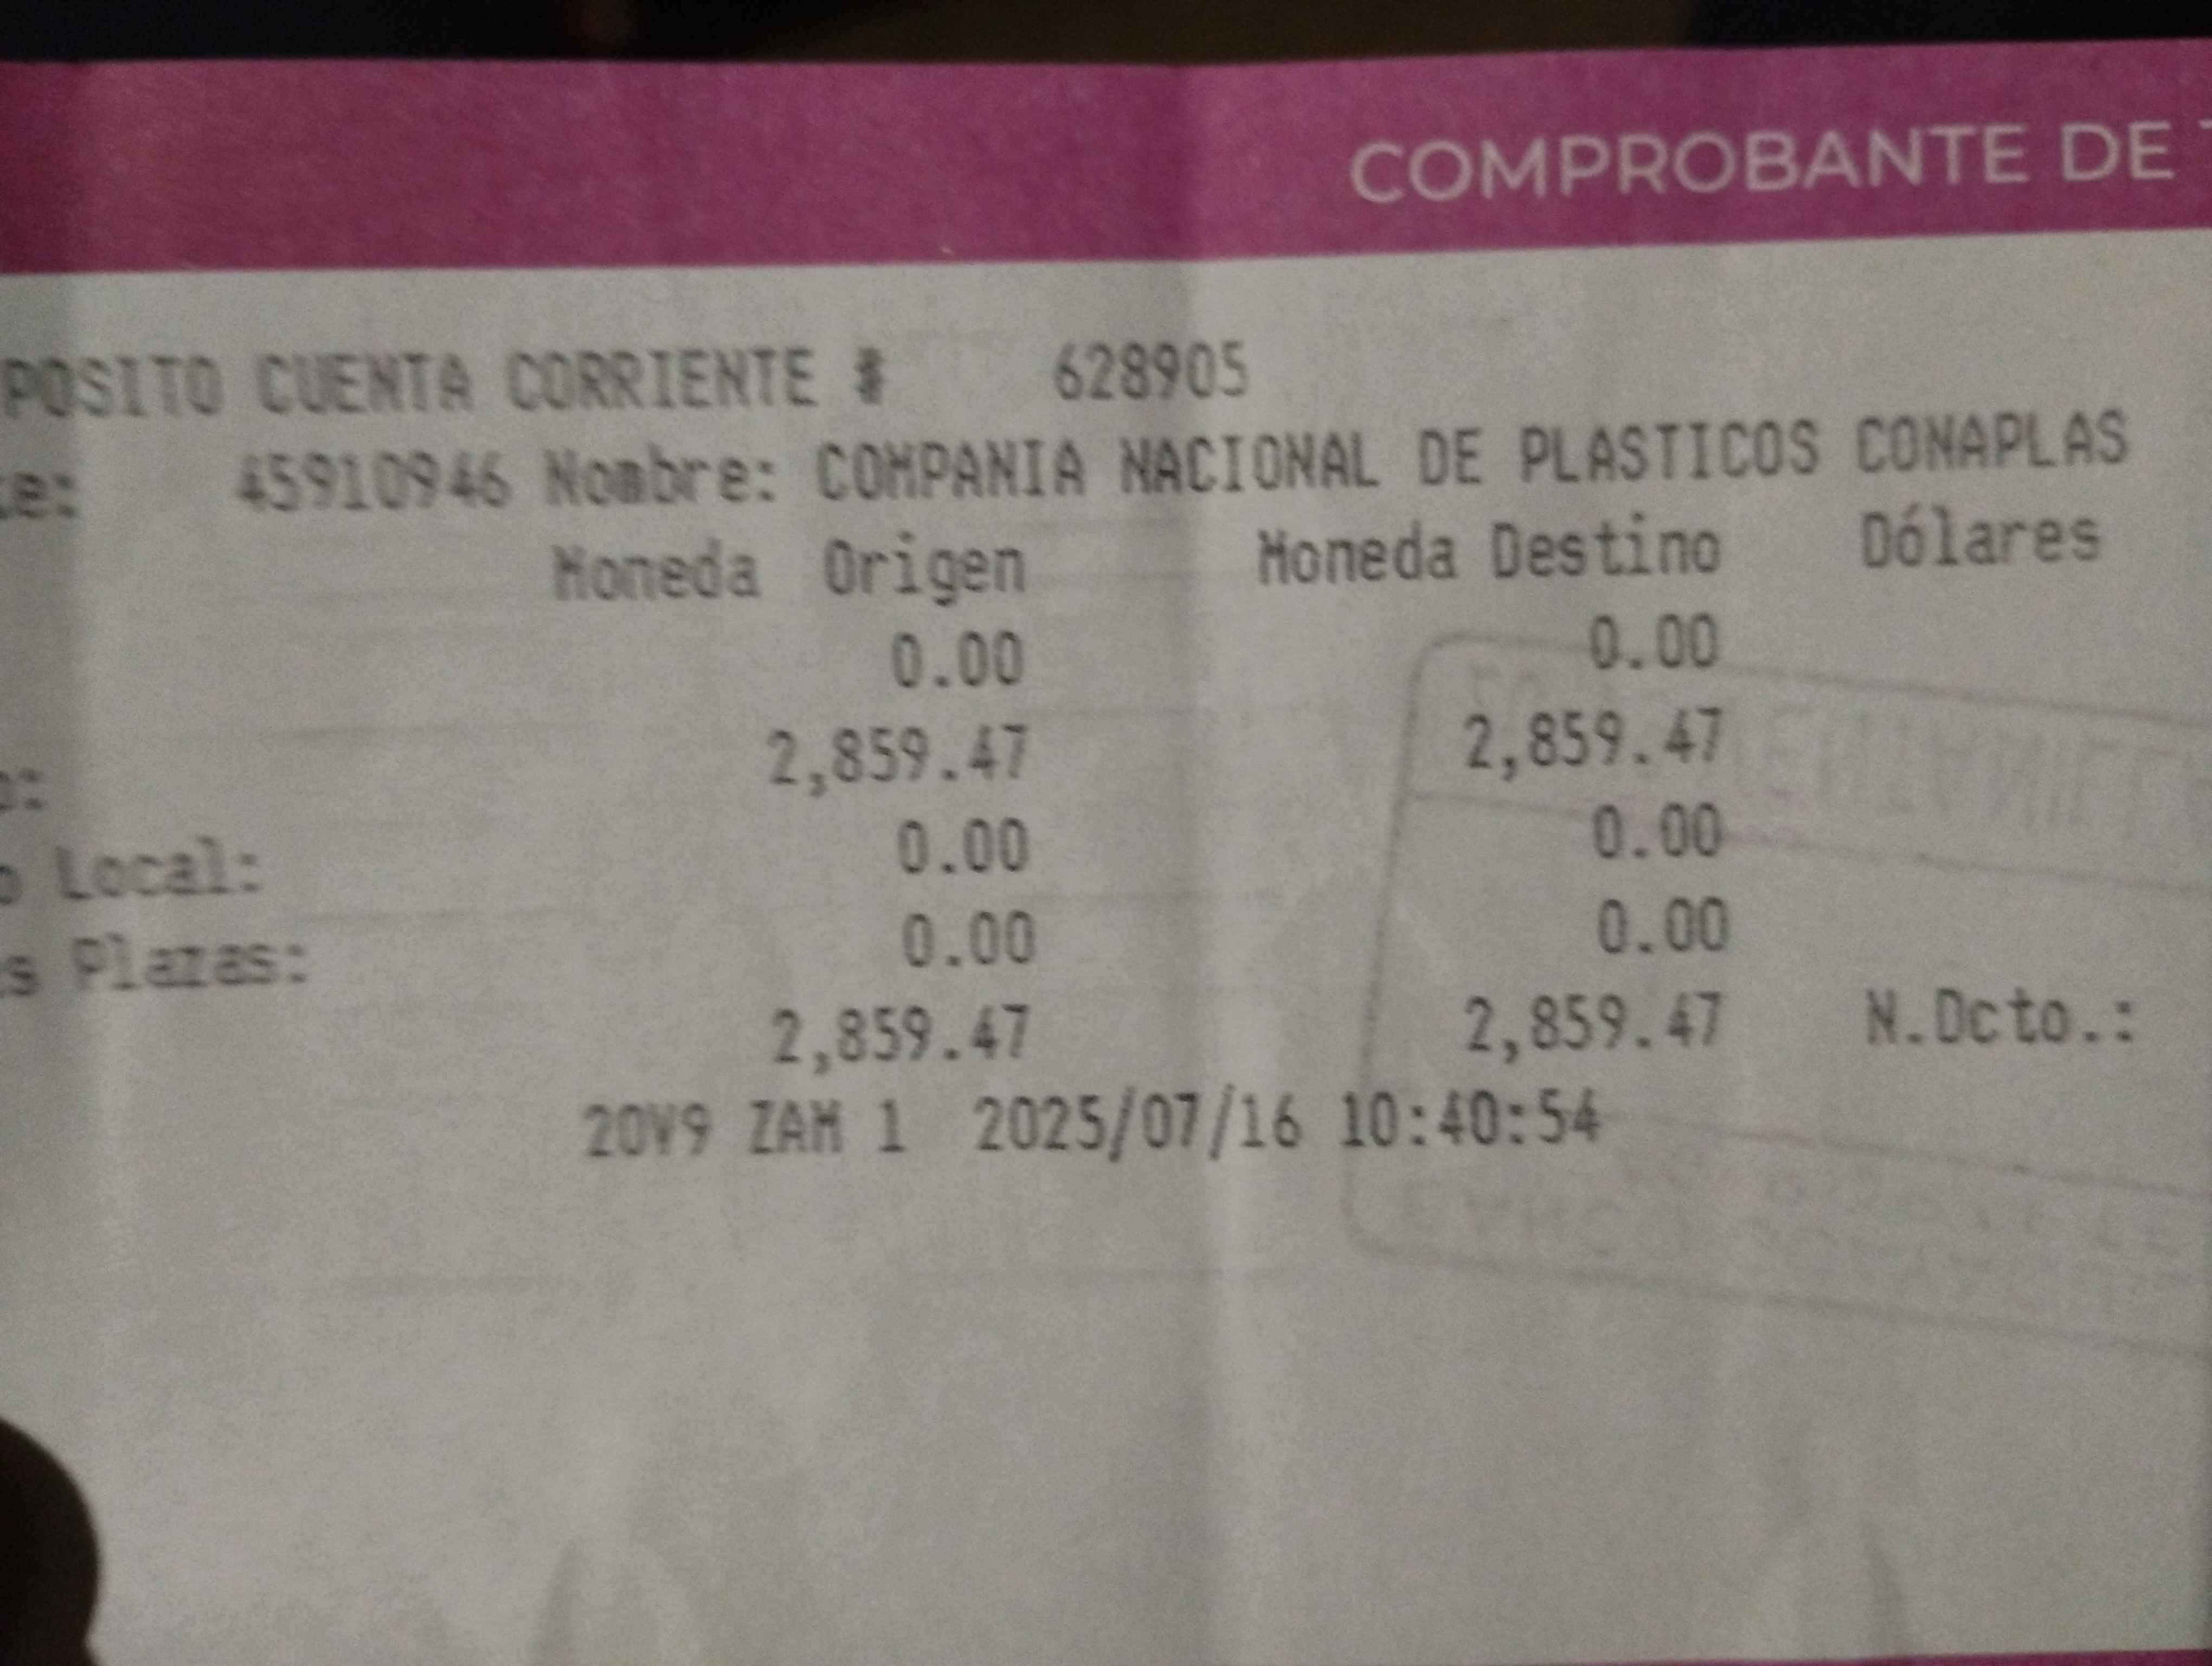 COMPROBANTE DE
POSITO CUENTA CORRIENTE # 628905
te: 45910946 Nombre: COMPANIA NACIONAL DE PLASTICOS CONAPLAS
Moneda Origen Moneda Destino Dólares
0.00 0.00
o: 2,859.47 2,859.47
o Local: 0.00 0.00
s Plazas: 0.00 0.00
2,859.47 2,859.47 N.Dcto.:
20V9 ZAM 1 2025/07/16 10:40:54